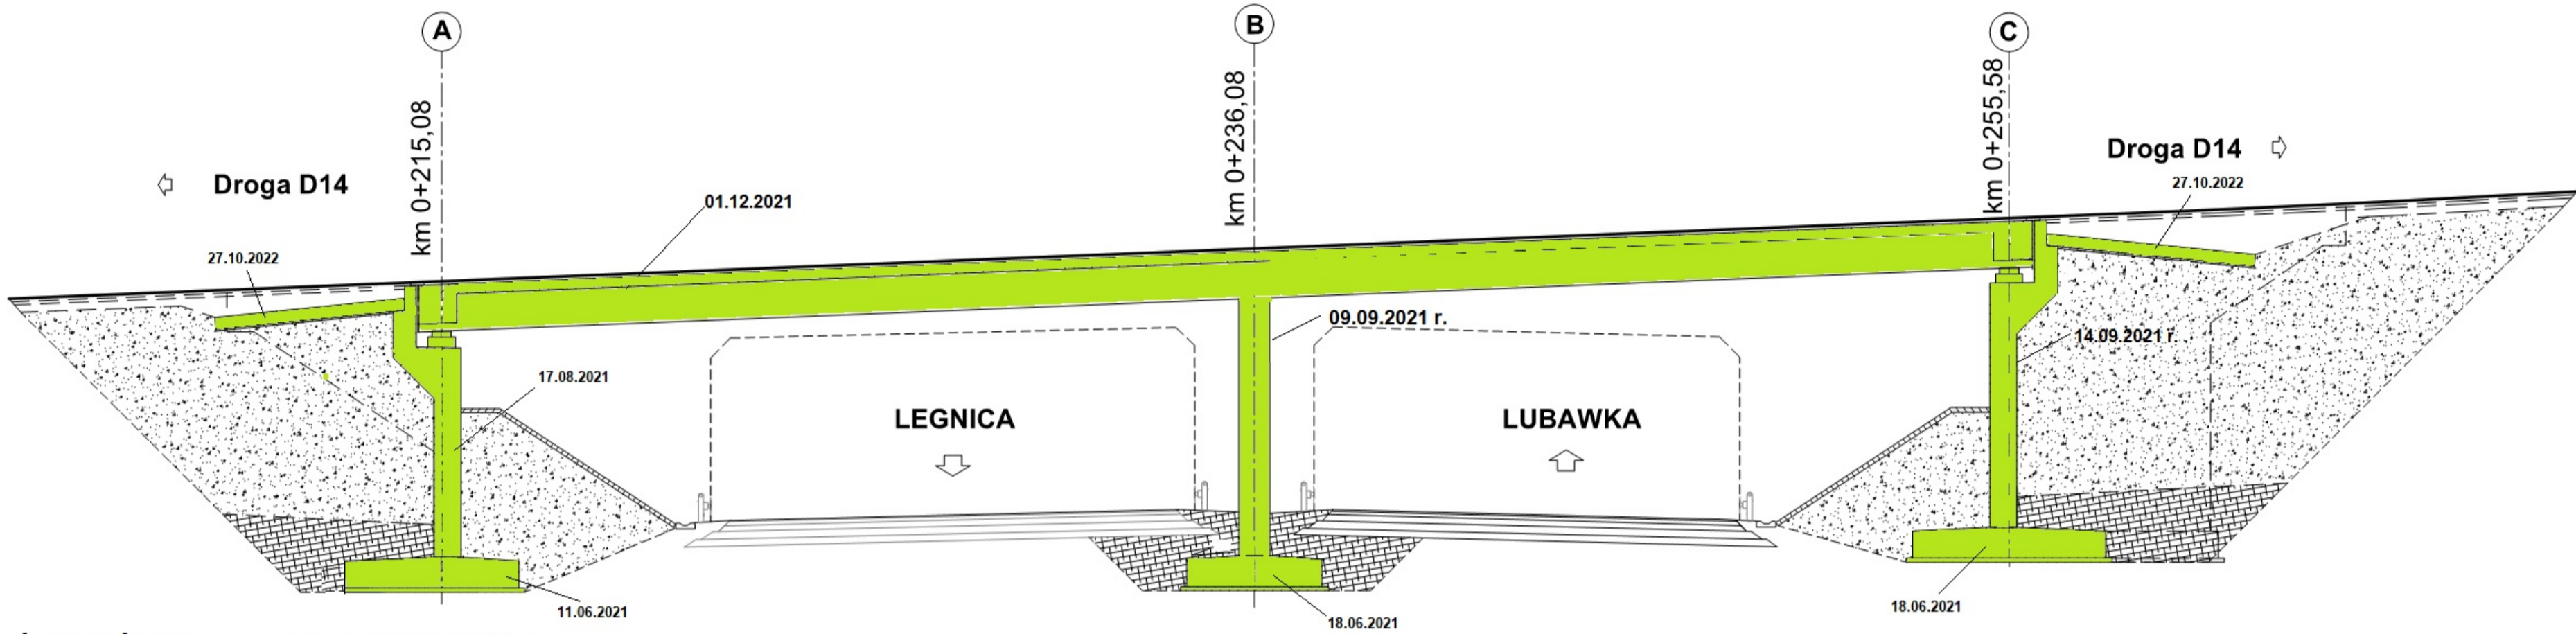 A
B
C
km 0+215,08
km 0+236,08
km 0+255,58
Droga D14
Droga D14
27.10.2022
01.12.2021
27.10.2022
09.09.2021 r.
14.09.2021 r.
17.08.2021
LEGNICA
LUBAWKA
11.06.2021
18.06.2021
18.06.2021